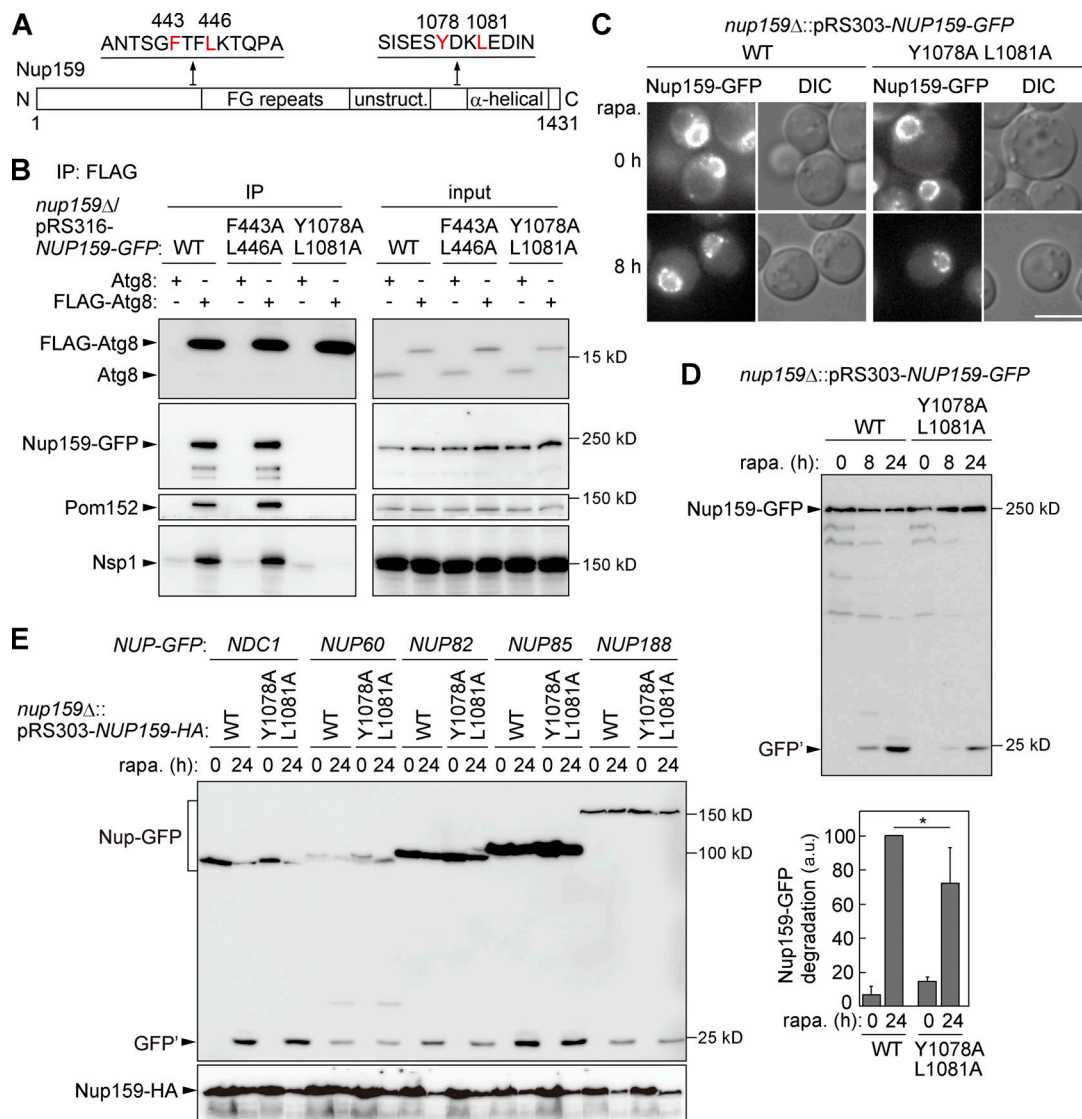 A
443 446
ANTSGFTFLKTQPA
1078 1081
SISESYDKLEDIN
Nup159
N FG repeats unstruct. α-helical C
1 1431
B
IP: FLAG
IP input
nup159Δ/
pRS316-
NUP159-GFP:
WT F443A L446A Y1078A L1081A WT F443A L446A Y1078A L1081A
Atg8: + - + - + - + - + - + -
FLAG-Atg8: - + - + - + - + - + - +
FLAG-Atg8
15 kD
Atg8
Nup159-GFP
250 kD
Pom152
150 kD
Nsp1
150 kD
C
nup159Δ::pRS303-NUP159-GFP
WT Y1078A L1081A
Nup159-GFP DIC Nup159-GFP DIC
rapa.
0 h
8 h
D
nup159Δ::pRS303-NUP159-GFP
WT Y1078A L1081A
rapa. (h): 0 8 24 0 8 24
Nup159-GFP
250 kD
GFP'
25 kD
Nup159-GFP
degradation (a.u.)
100
80
60
40
20
0
*
rapa. (h): 0 24 0 24
WT Y1078A
L1081A
E
NUP-GFP: NDC1 NUP60 NUP82 NUP85 NUP188
nup159Δ::
pRS303-NUP159-HA:
WT Y1078A L1081A WT Y1078A L1081A WT Y1078A L1081A WT Y1078A L1081A WT Y1078A L1081A
rapa. (h): 0 24 0 24 0 24 0 24 0 24 0 24 0 24 0 24 0 24 0 24
Nup-GFP
150 kD
100 kD
GFP'
25 kD
Nup159-HA